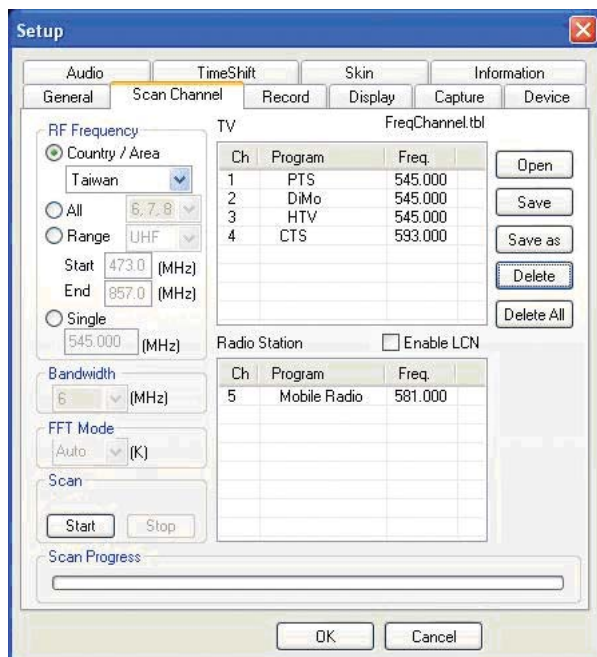 Setup
Audio TimeShift Skin Information
General Scan Channel Record Display Capture Device
RF Frequency
Country / Area
Taiwan
All 6, 7, 8
Range UHF
Start 473.0 (MHz)
End 857.0 (MHz)
Single
545.000 (MHz)
Bandwidth
6 (MHz)
FFT Mode
Auto (K)
Scan
Start Stop
TV FreqChannel.tbl
Ch Program Freq.
1 PTS 545.000
2 DiMo 545.000
3 HTV 545.000
4 CTS 593.000
Open
Save
Save as
Delete
Delete All
Radio Station Enable LCN
Ch Program Freq.
5 Mobile Radio 581.000
Scan Progress
OK Cancel